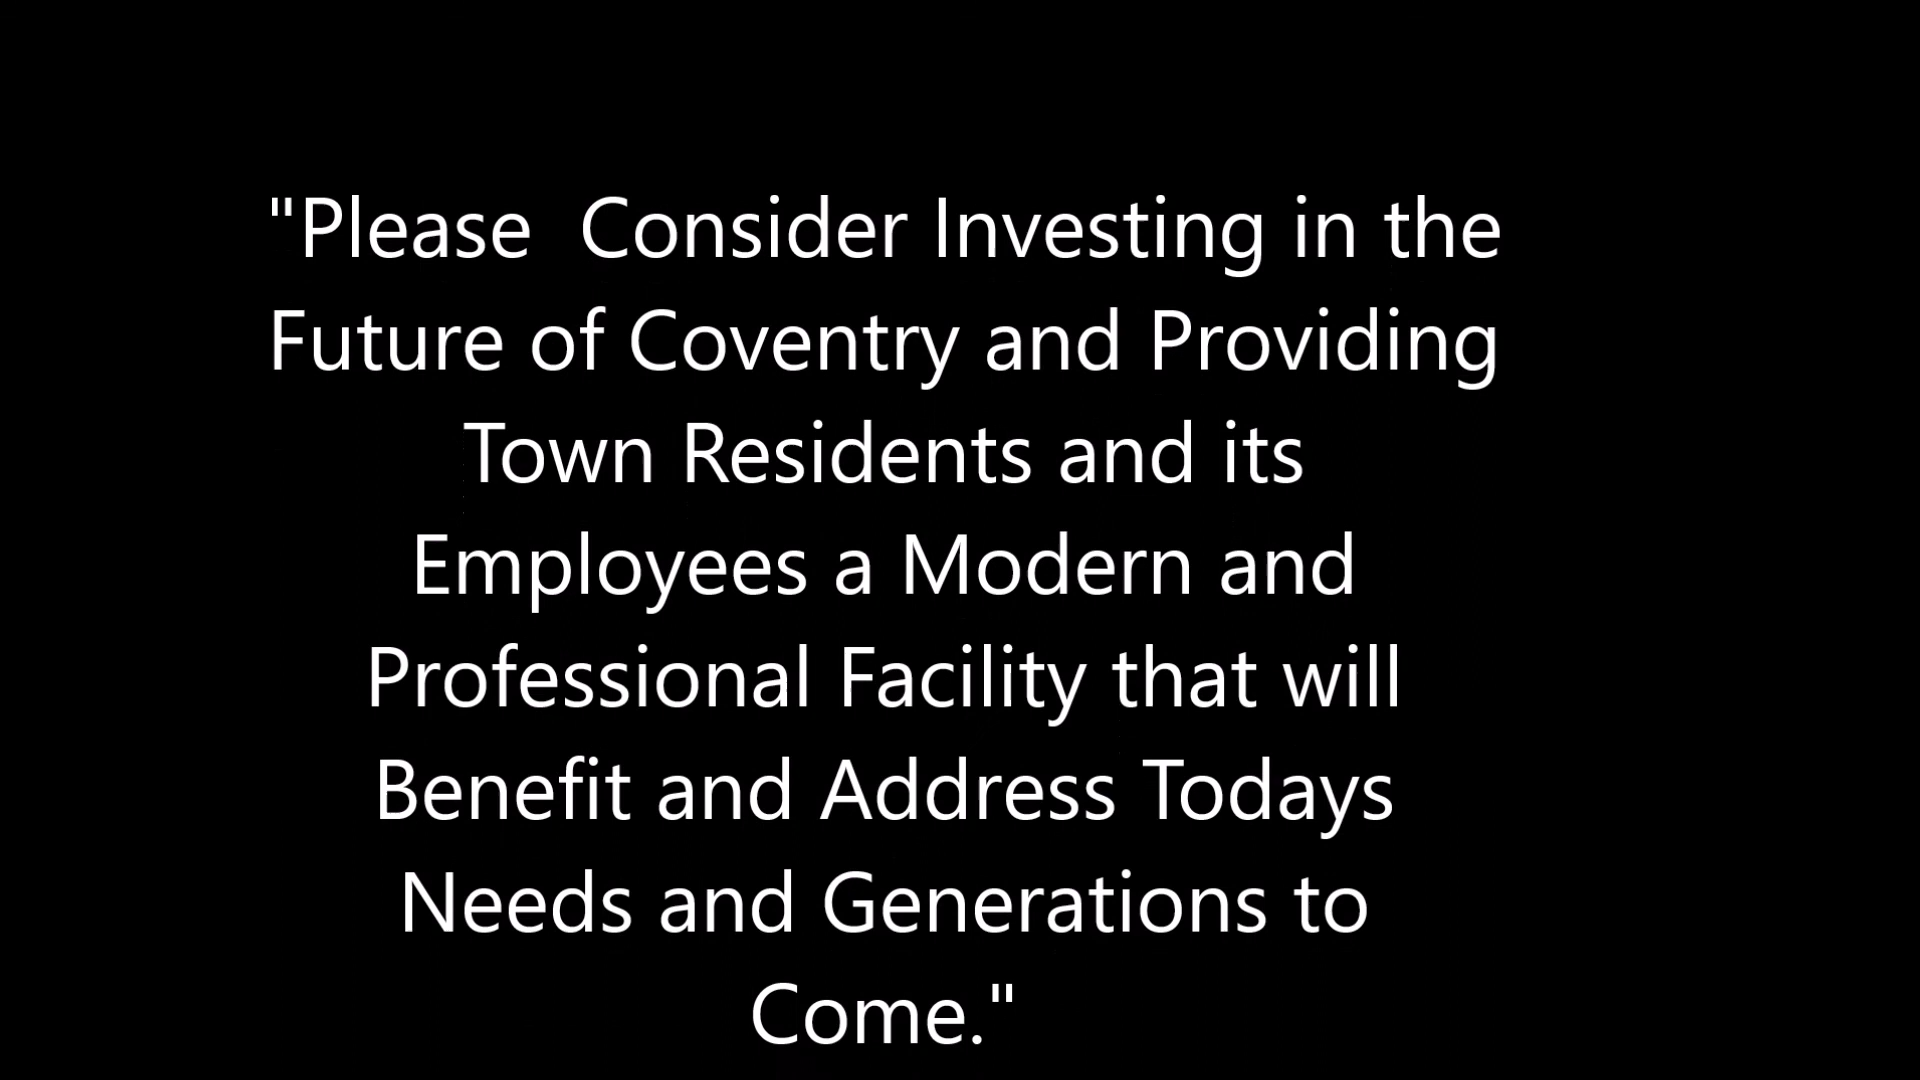 "Please  Consider Investing in the
Future of Coventry and Providing
Town Residents and its
Employees a Modern and
Professional Facility that will
Benefit and Address Todays
Needs and Generations to
Come."